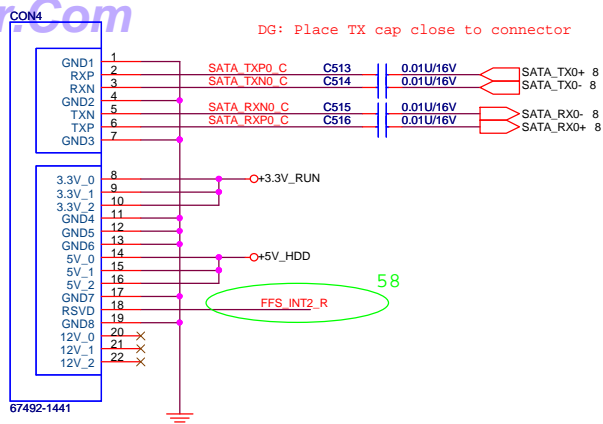 r.Com
CON4
DG: Place TX cap close to connector
GND1 1
RXP 2 SATA_TXP0_C C513 0.01U/16V SATA_TX0+ 8
RXN 3 SATA_TXN0_C C514 0.01U/16V SATA_TX0- 8
GND2 4
TXN 5 SATA_RXN0_C C515 0.01U/16V SATA_RX0- 8
TXP 6 SATA_RXP0_C C516 0.01U/16V SATA_RX0+ 8
GND3 7
3.3V_0 8 +3.3V_RUN
3.3V_1 9
3.3V_2 10
GND4 11
GND5 12
GND6 13
5V_0 14 +5V_HDD
5V_1 15
5V_2 16
GND7 17 58
RSVD 18 FFS_INT2_R
GND8 19
12V_0 20
12V_1 21
12V_2 22
67492-1441